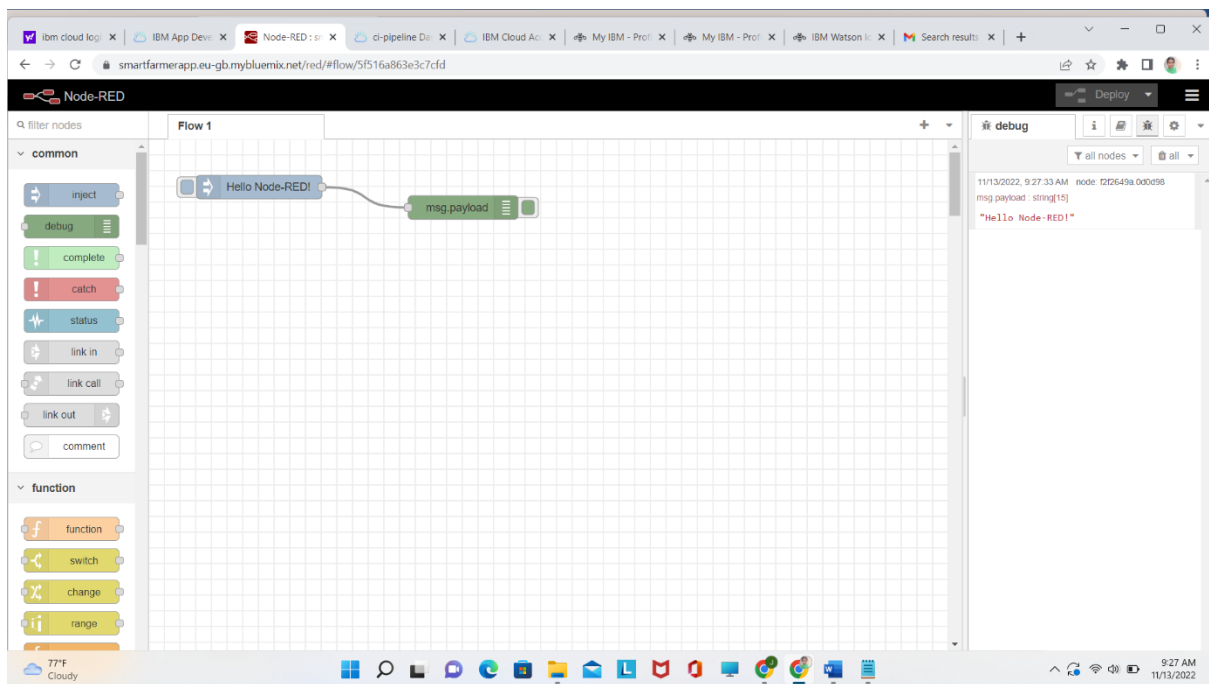 ibm cloud logi
IBM App Deve
Node-RED : sr
ci-pipeline Da
IBM Cloud Acc
My IBM - Profi
My IBM - Profi
IBM Watson Io
Search results
smartfarmerapp.eu-gb.mybluemix.net/red/#flow/5f516a863e3c7cfd
Node-RED
Deploy
filter nodes
Flow 1
debug
common
all nodes
all
inject
debug
complete
catch
status
link in
link call
link out
comment
function
function
switch
change
range
Hello Node-RED!
msg.payload
11/13/2022, 9:27:33 AM node: f2f2649a.0d0d98
msg.payload : string[15]
"Hello Node-RED!"
77°F
Cloudy
9:27 AM
11/13/2022